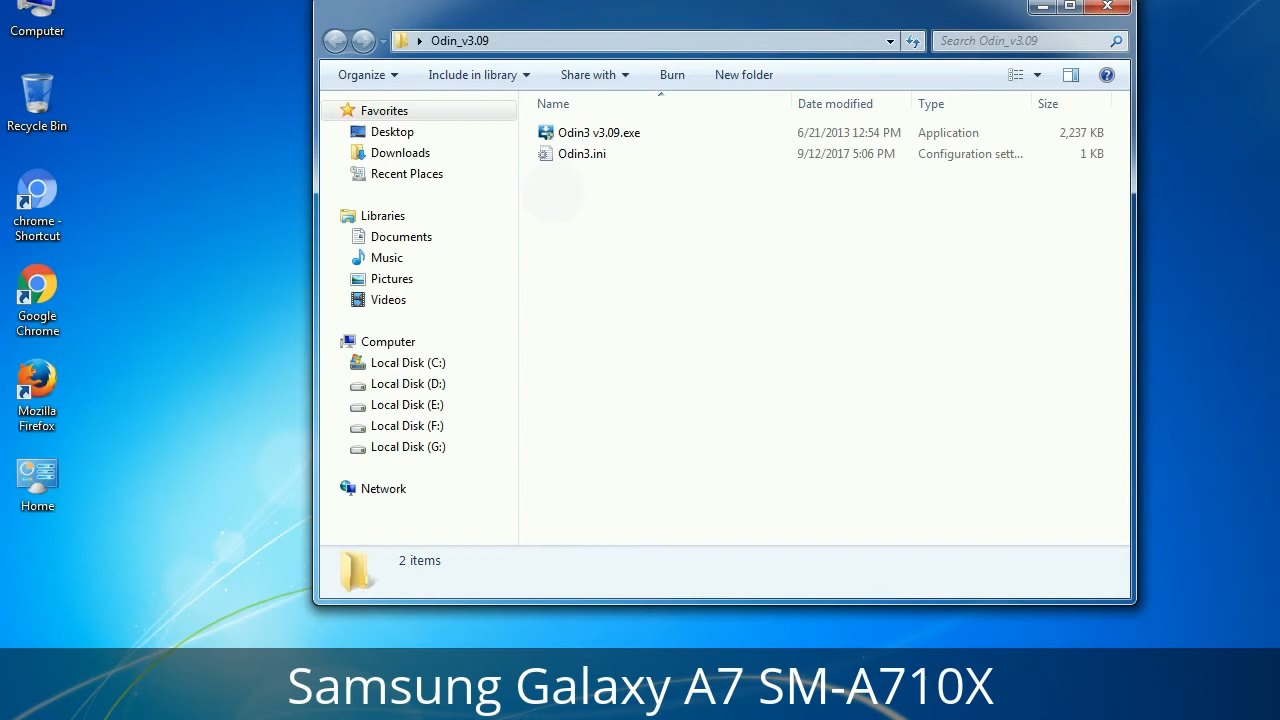 Computer
Recycle Bin
chrome -
Shortcut
Google
Chrome
Mozilla
Firefox
Home
Odin_v3.09
Search Odin_v3.09
Organize
Include in library
Share with
Burn
New folder
Favorites
Desktop
Downloads
Recent Places
Libraries
Documents
Music
Pictures
Videos
Computer
Local Disk (C:)
Local Disk (D:)
Local Disk (E:)
Local Disk (F:)
Local Disk (G:)
Network
Name Date modified Type Size
Odin3 v3.09.exe 6/21/2013 12:54 PM Application 2,237 KB
Odin3.ini 9/12/2017 5:06 PM Configuration sett... 1 KB
2 items
Samsung Galaxy A7 SM-A710X